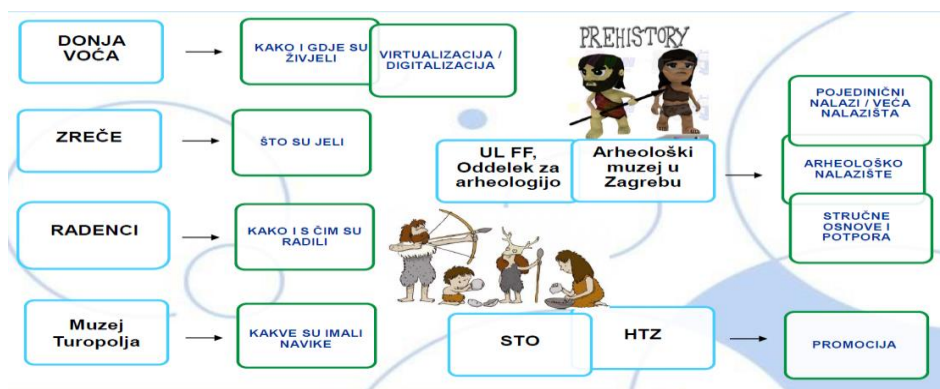 DONJA
VOĆA
KAKO I GDJE SU
ŽIVJELI
VIRTUALIZACIJA /
DIGITALIZACIJA
ZREČE
ŠTO SU JELI
RADENCI
KAKO I S ČIM SU
RADILI
Muzej
Turopolja
KAKVE SU IMALI
NAVIKE
PREHISTORY
UL FF,
Oddelek za
arheologijo
Arheološki
muzej u
Zagrebu
POJEDINIČNI
NALAZI / VEĆA
NALAZIŠTA
ARHEOLOŠKO
NALAZIŠTE
STRUČNE
OSNOVE I
POTPORA
STO
HTZ
PROMOCIJA